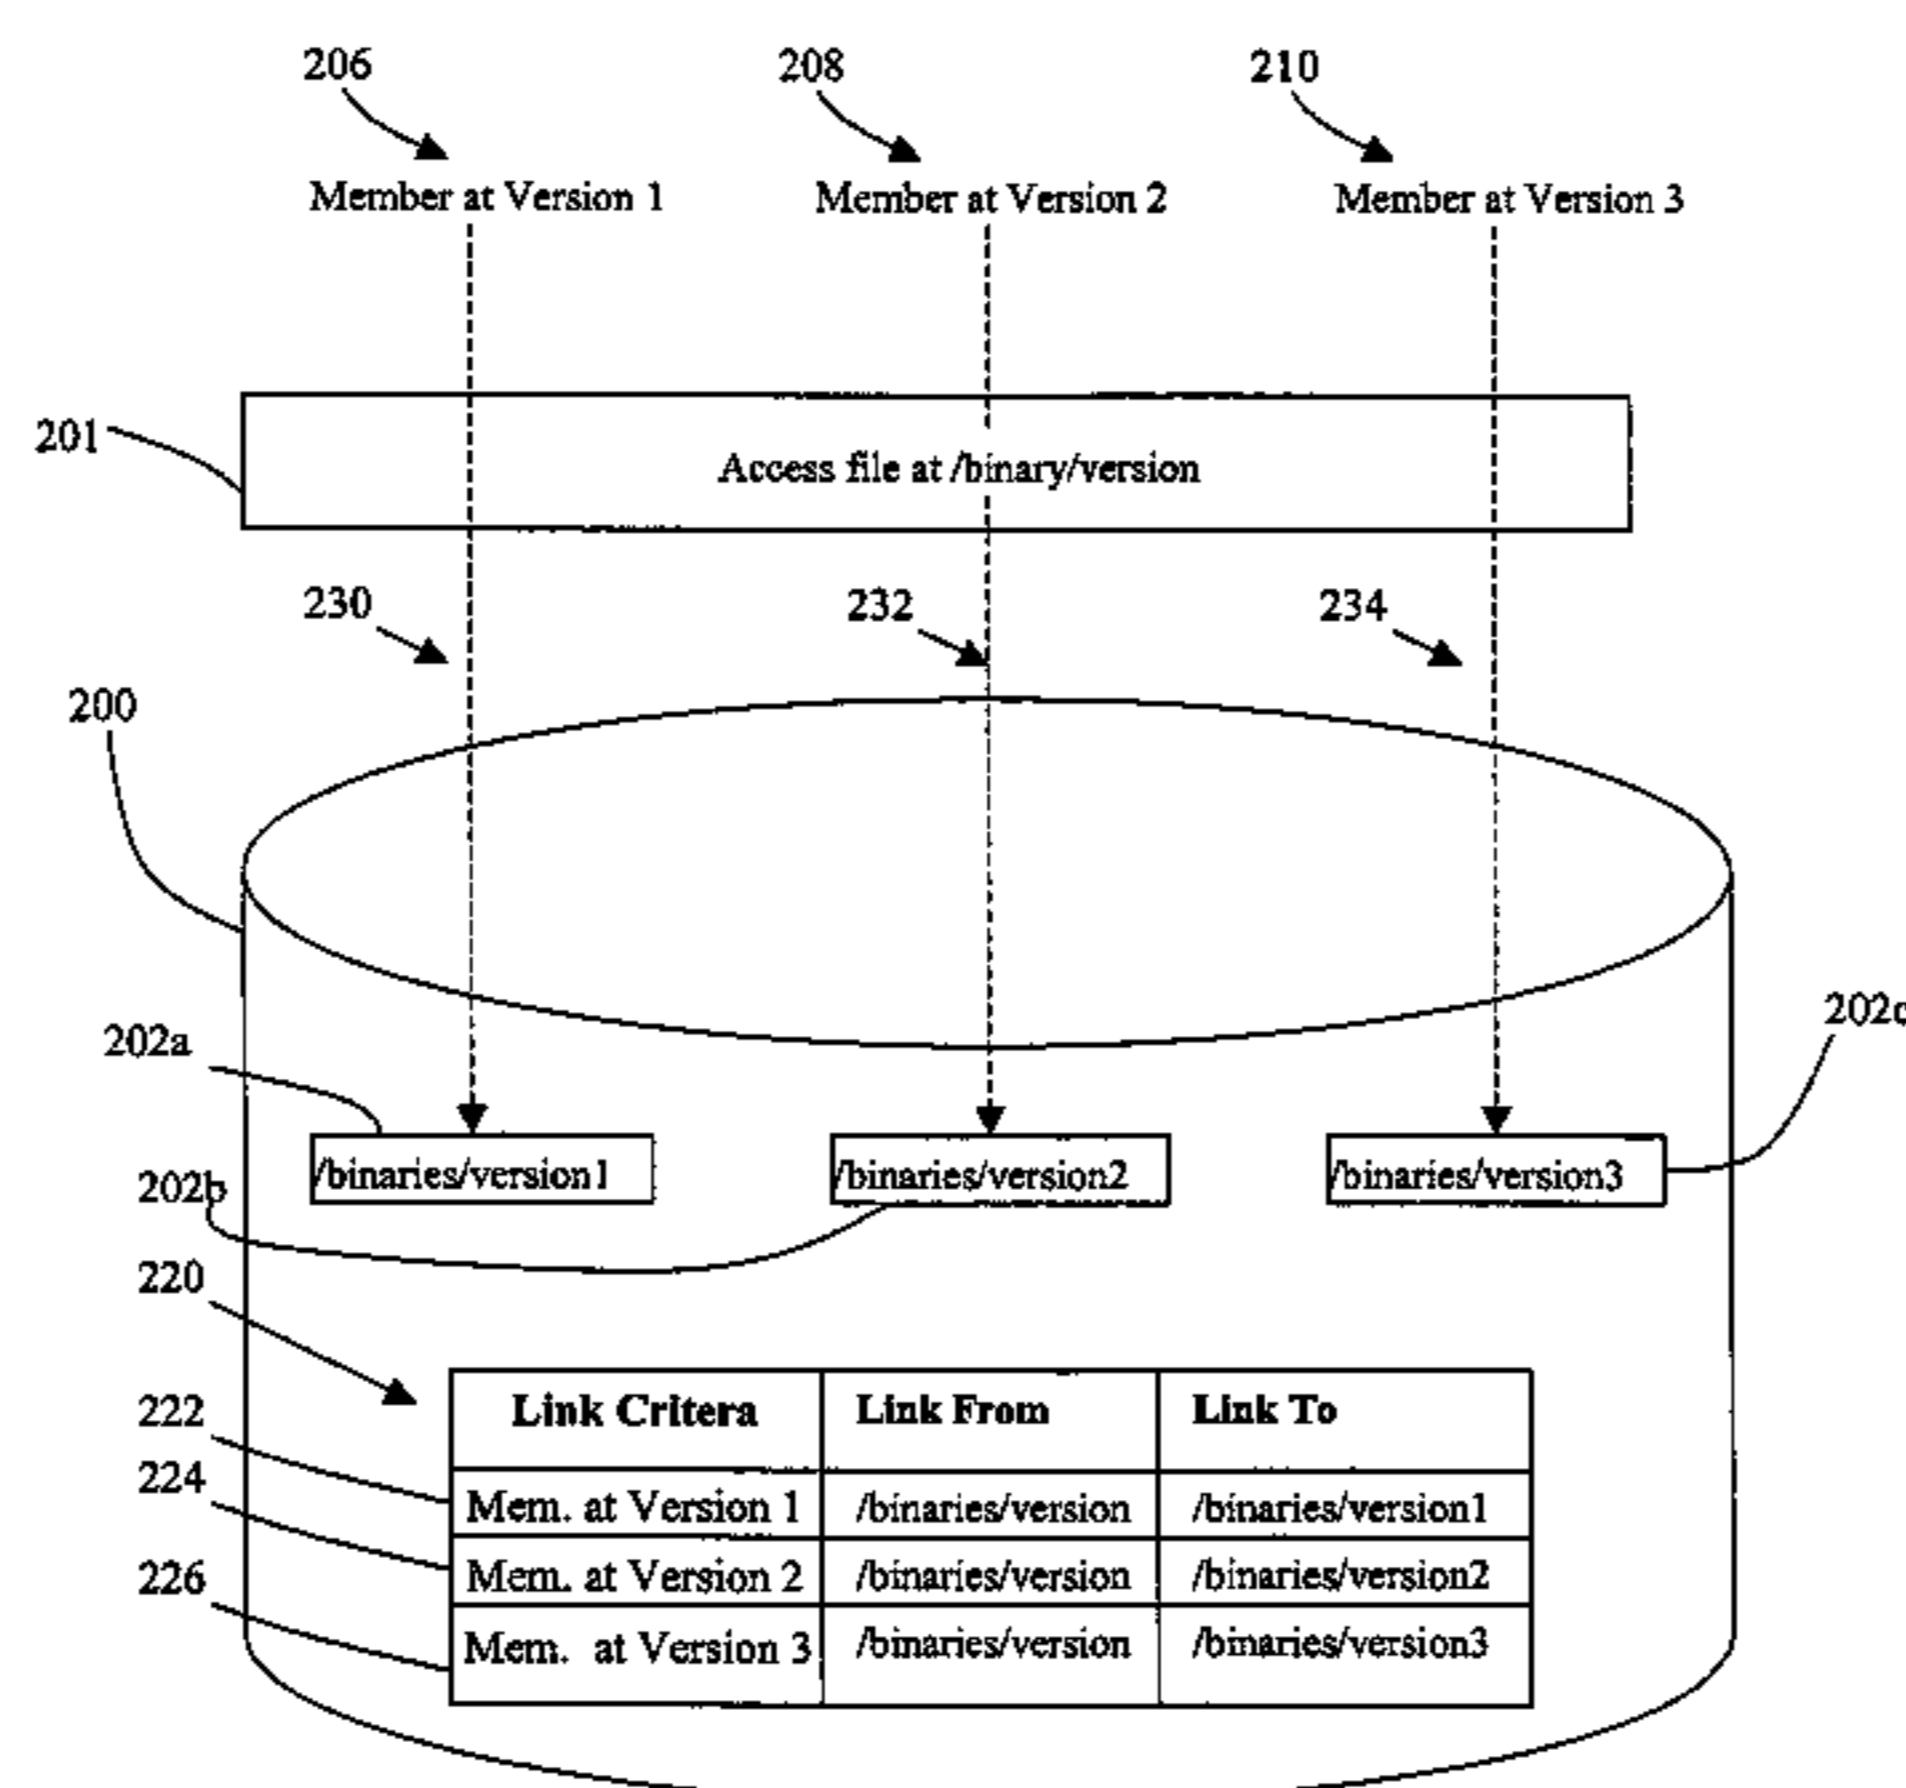 206 208 210
Member at Version 1 Member at Version 2 Member at Version 3
201
Access file at /binary/version
230 232 234
200
202c
202a
/binaries/version1 /binaries/version2 /binaries/version3
202b
220
Link Critera Link From Link To
222
224
226
Mem. at Version 1 /binaries/version /binaries/version1
Mem. at Version 2 /binaries/version /binaries/version2
Mem. at Version 3 /binaries/version /binaries/version3